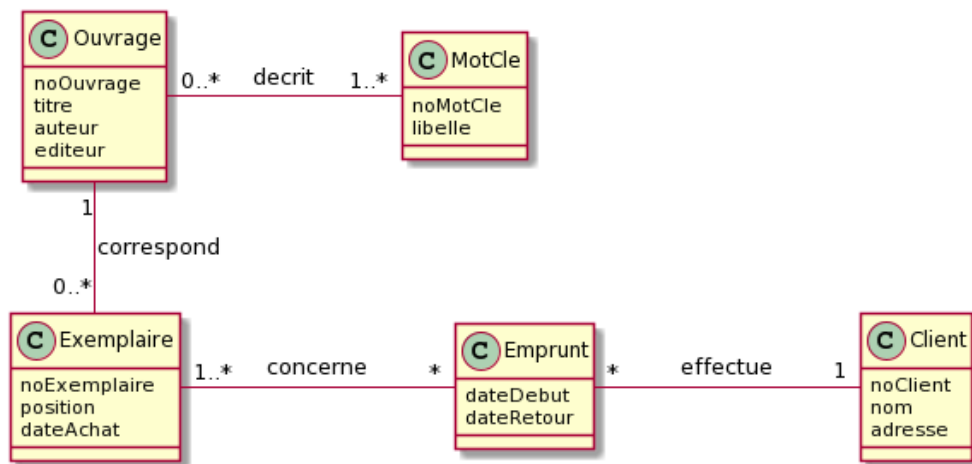 C Ouvrage
noOuvrage
titre
auteur
editeur
0..* decrit 1..*
C MotCle
noMotCle
libelle
1
correspond
0..*
C Exemplaire
noExemplaire
position
dateAchat
1..* concerne *
C Emprunt
dateDebut
dateRetour
* effectue 1
C Client
noClient
nom
adresse